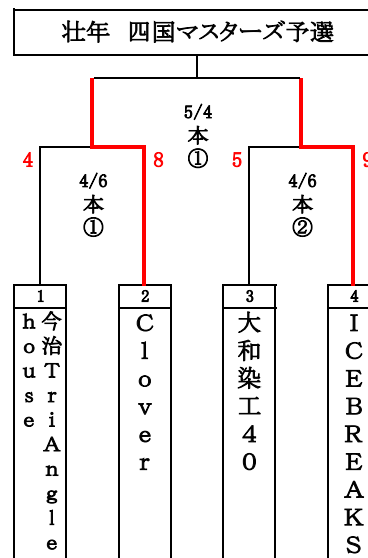 壮年　四国マスターズ予選
5/4
本
①
4
8
5
9
4/6
本
①
4/6
本
②
1
2
3
4
今治TriAngle
house
Clover
大和染工40
ICEBREAKS